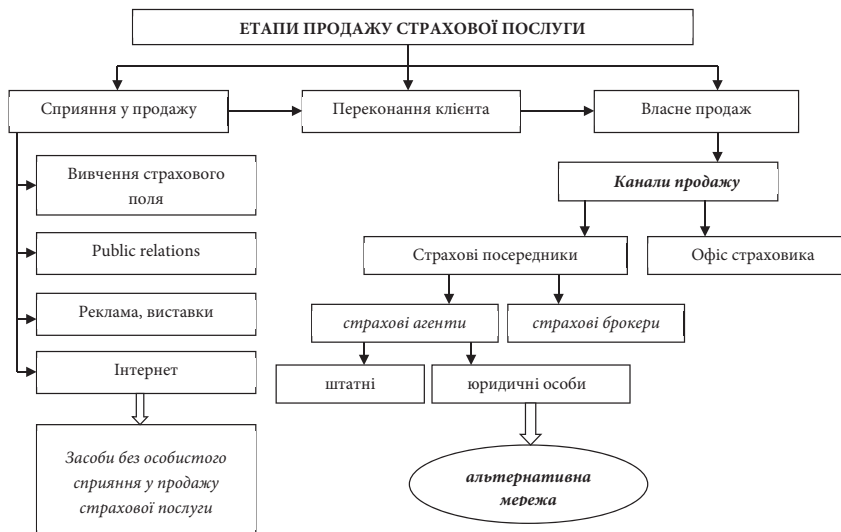 ЕТАПИ ПРОДАЖУ СТРАХОВОЇ ПОСЛУГИ
Сприяння у продажу
Переконання клієнта
Власне продаж
Вивчення страхового
поля
Public relations
Реклама, виставки
Інтернет
Засоби без особистого
сприяння у продажу
страхової послуги
Канали продажу
Страхові посередники
Офіс страховика
страхові агенти
страхові брокери
штатні
юридичні особи
альтернативна
мережа